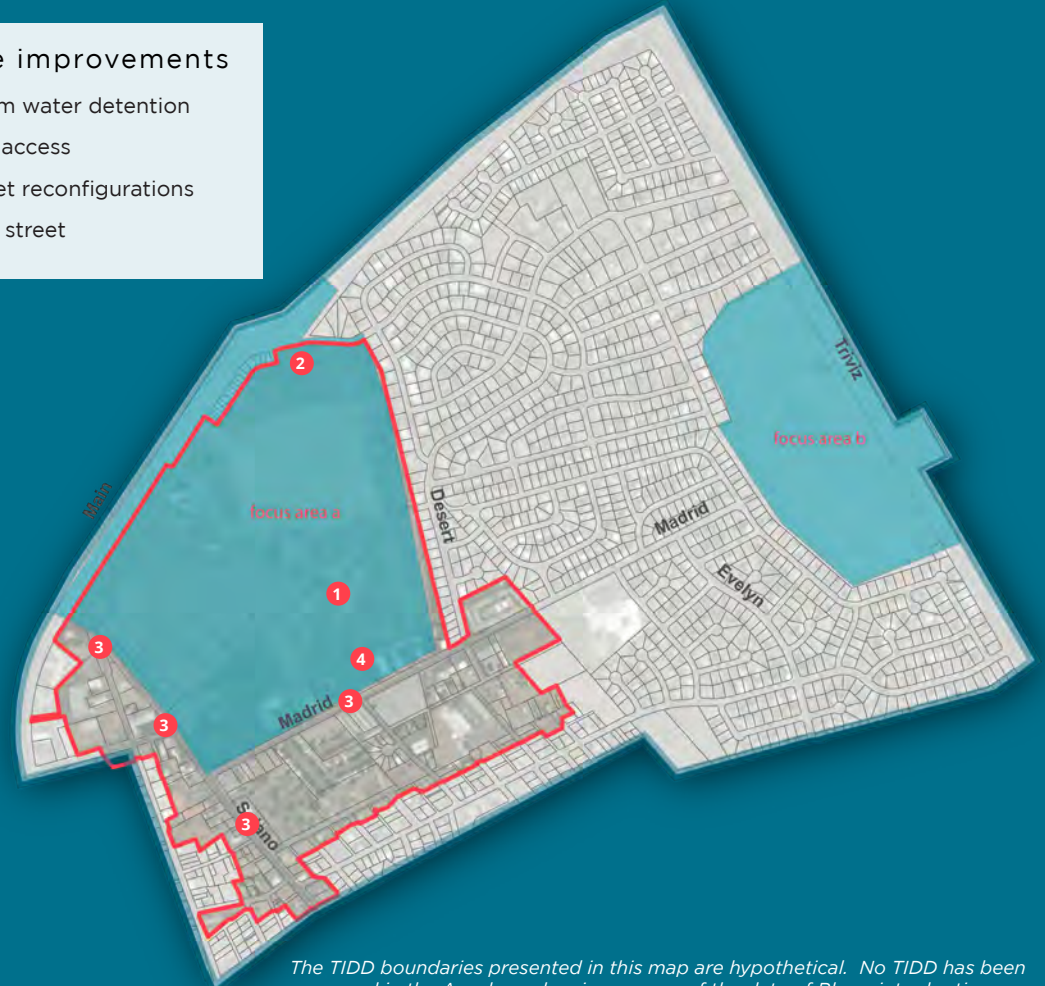 improvements
water detention
access
reconfigurations
street
2
Triviz
focus area b
Main
focus area a
Desert
Madrid
1
Evelyn
3
4
3
Madrid
3
3
The TIDD boundaries presented in this map are hypothetical. No TIDD has been